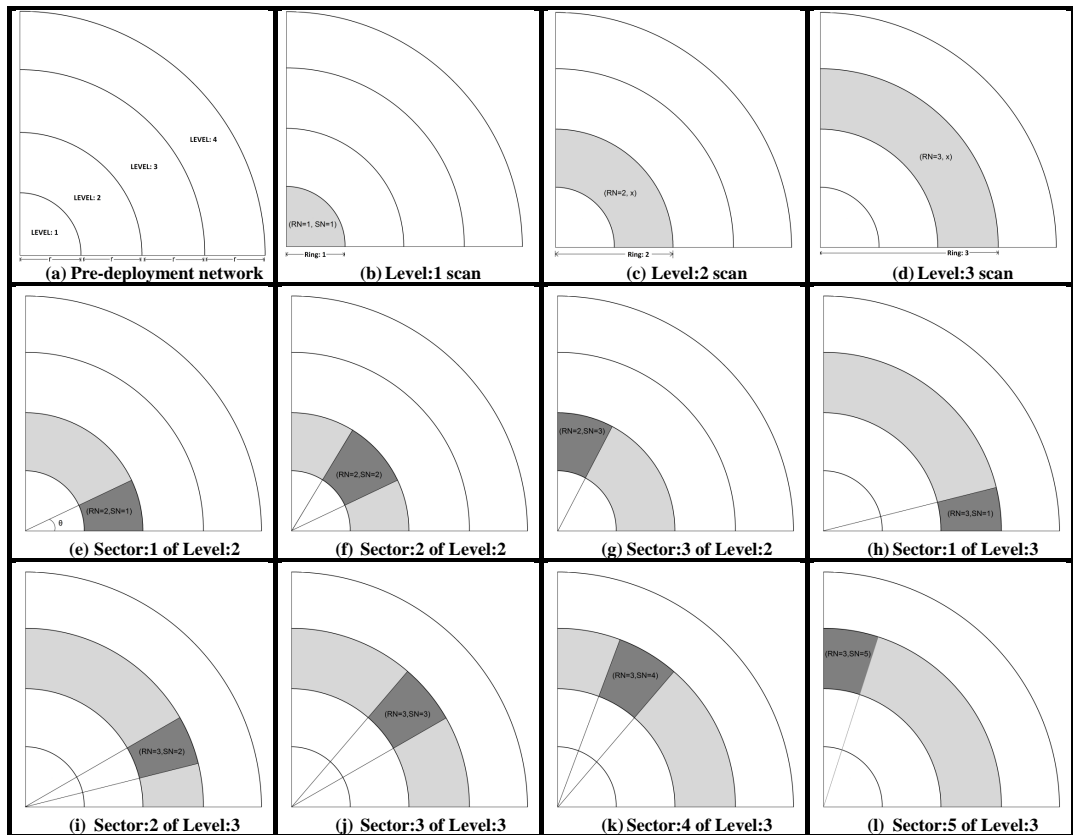 LEVEL: 4
LEVEL: 3
LEVEL: 2
LEVEL: 1
r r r r
(a) Pre-deployment network
(RN=1, SN=1)
Ring: 1
(b) Level:1 scan
(RN=2, x)
Ring: 2
(c) Level:2 scan
(RN=3, x)
Ring: 3
(d) Level:3 scan
(RN=2,SN=1)
θ
(e) Sector:1 of Level:2
(RN=2,SN=2)
(f) Sector:2 of Level:2
(RN=2,SN=3)
(g) Sector:3 of Level:2
(RN=3,SN=1)
(h) Sector:1 of Level:3
(RN=3,SN=2)
(i) Sector:2 of Level:3
(RN=3,SN=3)
(j) Sector:3 of Level:3
(RN=3,SN=4)
(k) Sector:4 of Level:3
(RN=3,SN=5)
(l) Sector:5 of Level:3